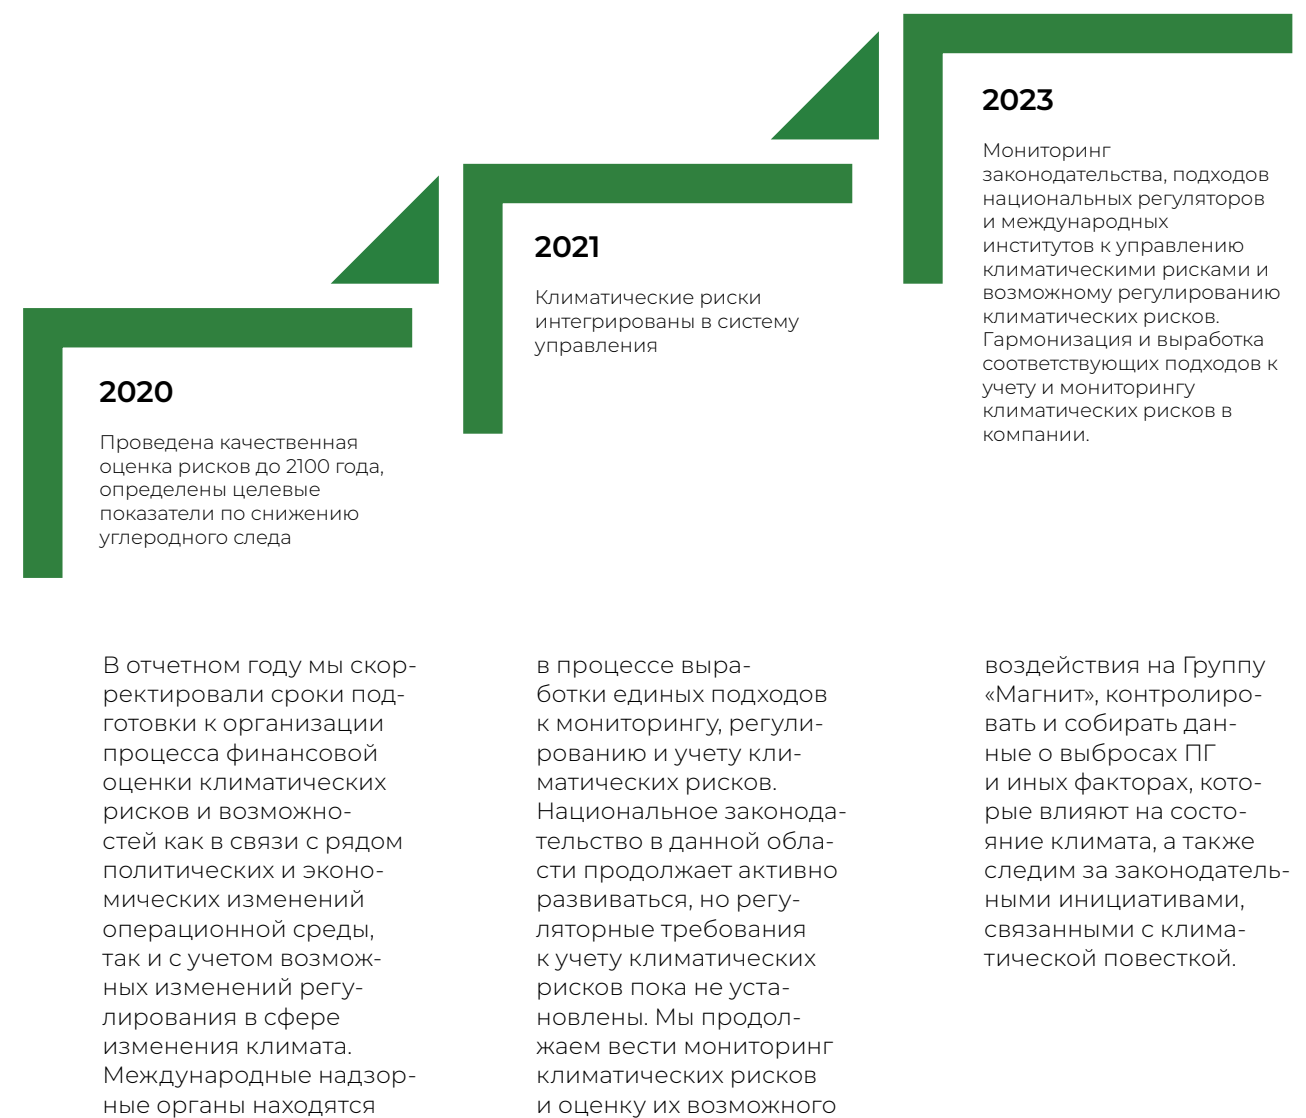 2020
Проведена качественная
оценка рисков до 2100 года,
определены целевые
показатели по снижению
углеродного следа
2021
Климатические риски
интегрированы в систему
управления
2023
Мониторинг
законодательства, подходов
национальных регуляторов
и международных
институтов к управлению
климатическими рисками и
возможному регулированию
климатических рисков.
Гармонизация и выработка
соответствующих подходов к
учету и мониторингу
климатических рисков в
компании.
В отчетном году мы скор-
ректировали сроки под-
готовки к организации
процесса финансовой
оценки климатических
рисков и возможно-
стей как в связи с рядом
политических и эконо-
мических изменений
операционной среды,
так и с учетом возмож-
ных изменений регу-
лирования в сфере
изменения климата.
Международные надзор-
ные органы находятся
в процессе выра-
ботки единых подходов
к мониторингу, регули-
рованию и учету кли-
матических рисков.
Национальное законода-
тельство в данной обла-
сти продолжает активно
развиваться, но регу-
ляторные требования
к учету климатических
рисков пока не уста-
новлены. Мы продол-
жаем вести мониторинг
климатических рисков
и оценку их возможного
воздействия на Группу
«Магнит», контролиро-
вать и собирать дан-
ные о выбросах ПГ
и иных факторах, кото-
рые влияют на состо-
яние климата, а также
следим за законодатель-
ными инициативами,
связанными с клима-
тической повесткой.